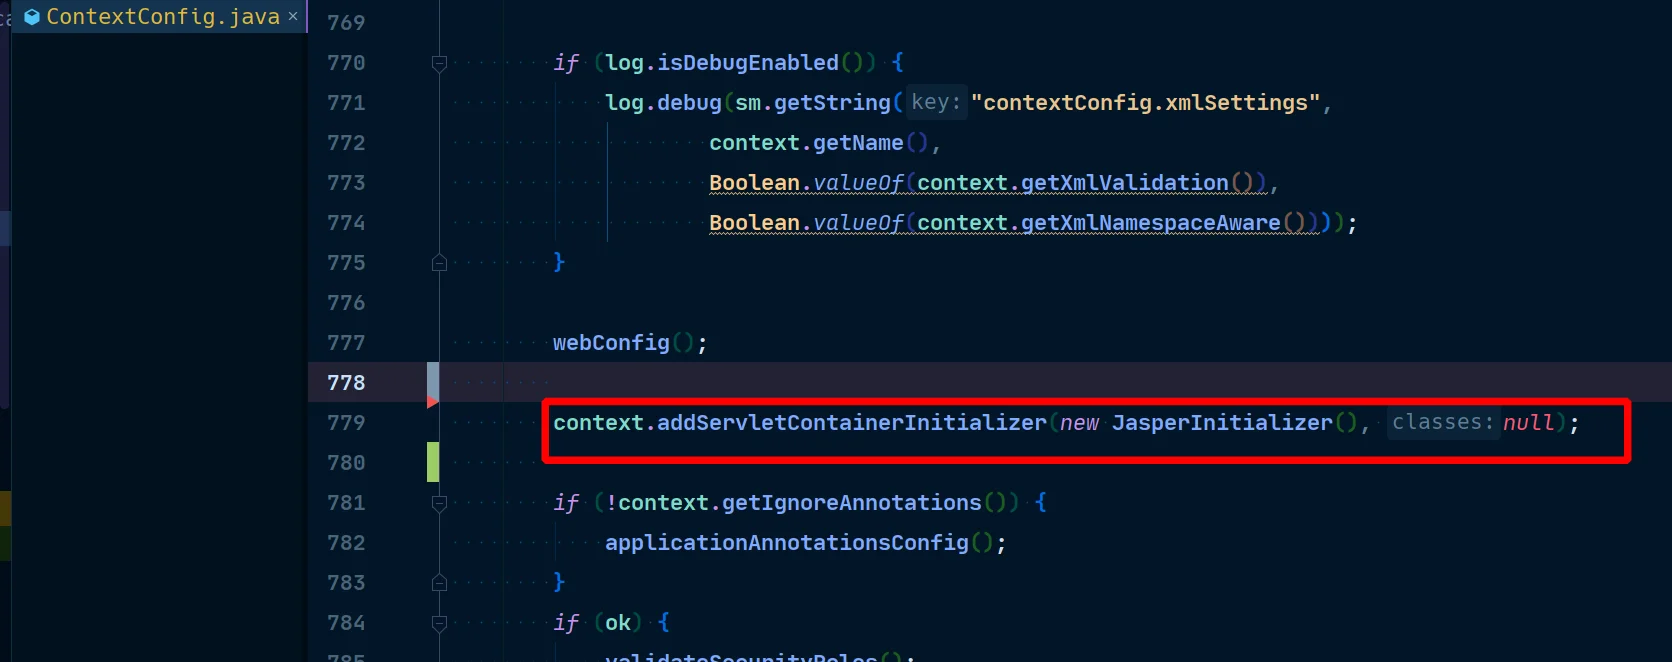 ContextConfig.java ×
769
770 if (log.isDebugEnabled()) {
771 log.debug(sm.getString( key: "contextConfig.xmlSettings",
772 context.getName(),
773 Boolean.valueOf(context.getXmlValidation()),
774 Boolean.valueOf(context.getXmlNamespaceAware())));
775 }
776
777 webConfig();
778
779 context.addServletContainerInitializer(new JasperInitializer(), classes: null);
780
781 if (!context.getIgnoreAnnotations()) {
782 applicationAnnotationsConfig();
783 }
784 if (ok) {
785 validateSecurityRoles();